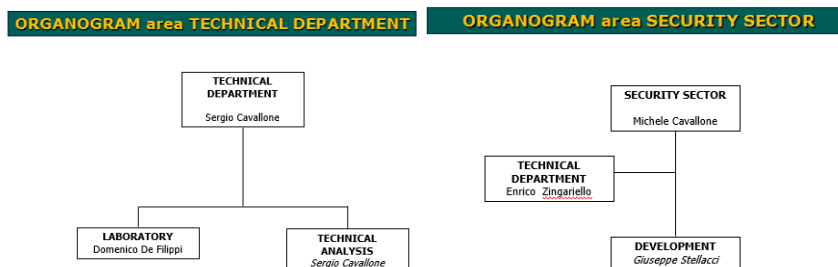 ORGANOGRAM area TECHNICAL DEPARTMENT
TECHNICAL
DEPARTMENT
Sergio Cavallone
LABORATORY
Domenico De Filippi
TECHNICAL
ANALYSIS
Sergio Cavallone
ORGANOGRAM area SECURITY SECTOR
SECURITY SECTOR
Michele Cavallone
TECHNICAL
DEPARTMENT
Enrico Zingariello
DEVELOPMENT
Giuseppe Stellacci